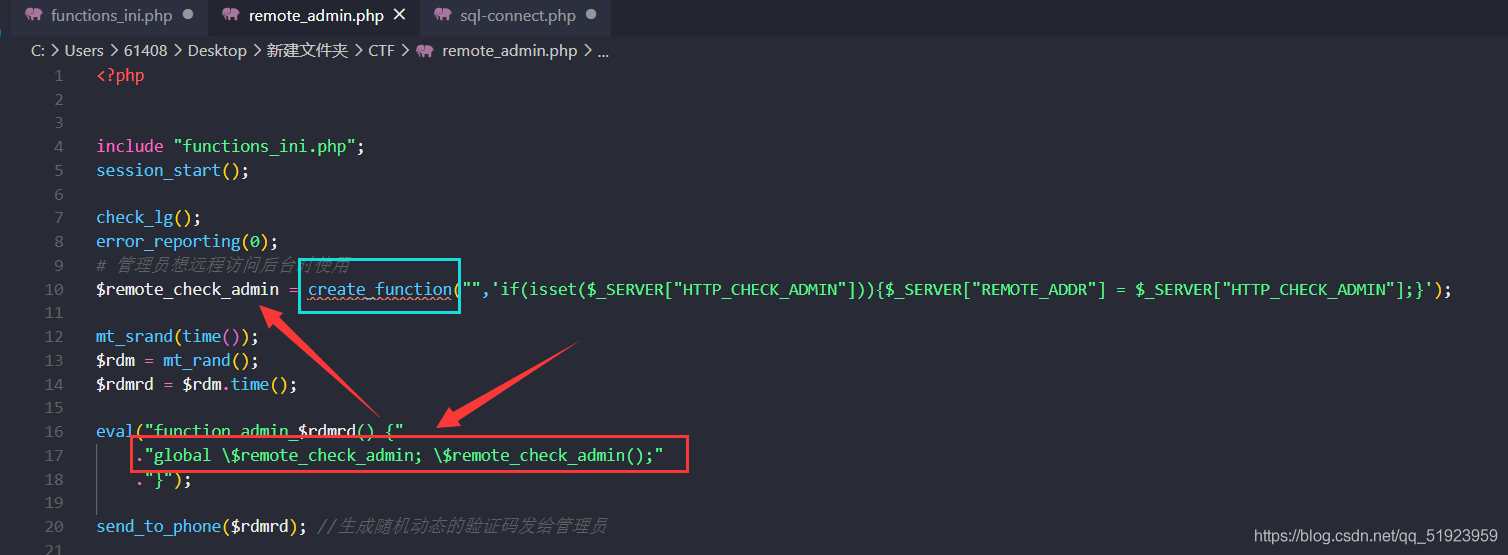 functions_ini.php ● remote_admin.php × sql-connect.php ●
C: > Users > 61408 > Desktop > 新建文件夹 > CTF > remote_admin.php > ...
1 <?php
2
3
4 include "functions_ini.php";
5 session_start();
6
7 check_lg();
8 error_reporting(0);
9 # 管理员想远程访问后台时使用
10 $remote_check_admin = create_function("",'if(isset($_SERVER["HTTP_CHECK_ADMIN"])){$_SERVER["REMOTE_ADDR"] = $_SERVER["HTTP_CHECK_ADMIN"];}');
11
12 mt_srand(time());
13 $rdm = mt_rand();
14 $rdmrd = $rdm.time();
15
16 eval("function admin_$rdmrd() {"
17 ."global \$remote_check_admin; \$remote_check_admin();"
18 ."}");
19
20 send_to_phone($rdmrd); //生成随机动态的验证码发给管理员
21
https://blog.csdn.net/qq_51923959